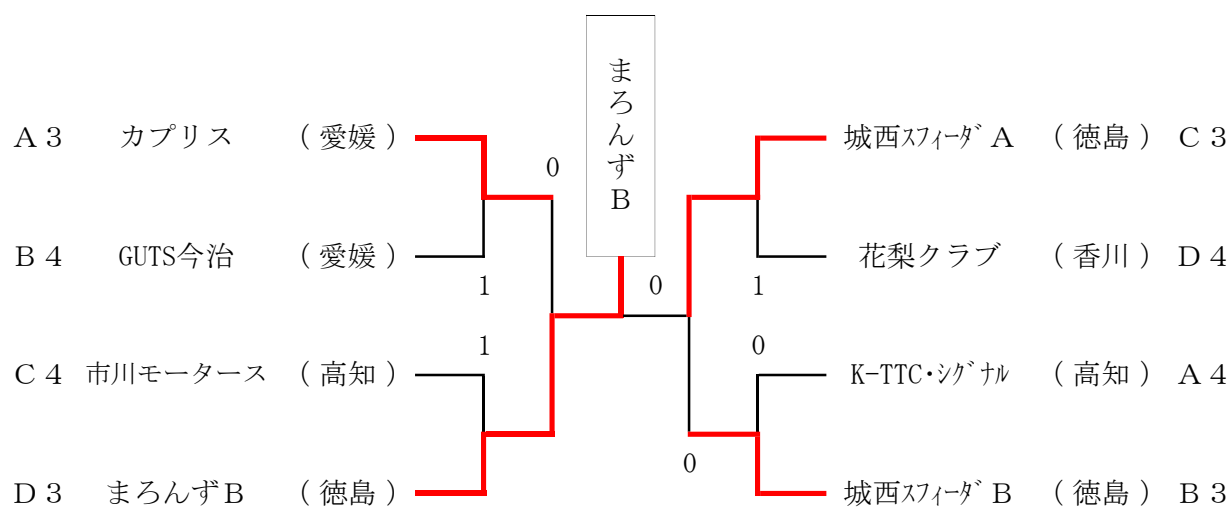 まろんずB
A3 カプリス (愛媛) 城西スフィーダA (徳島) C3
0
B4 GUTS今治 (愛媛) 花梨クラブ (香川) D4
1 0 1
1 0
C4 市川モータース (高知) K-TTC・シグナル (高知) A4
0
D3 まろんずB (徳島) 城西スフィーダB (徳島) B3